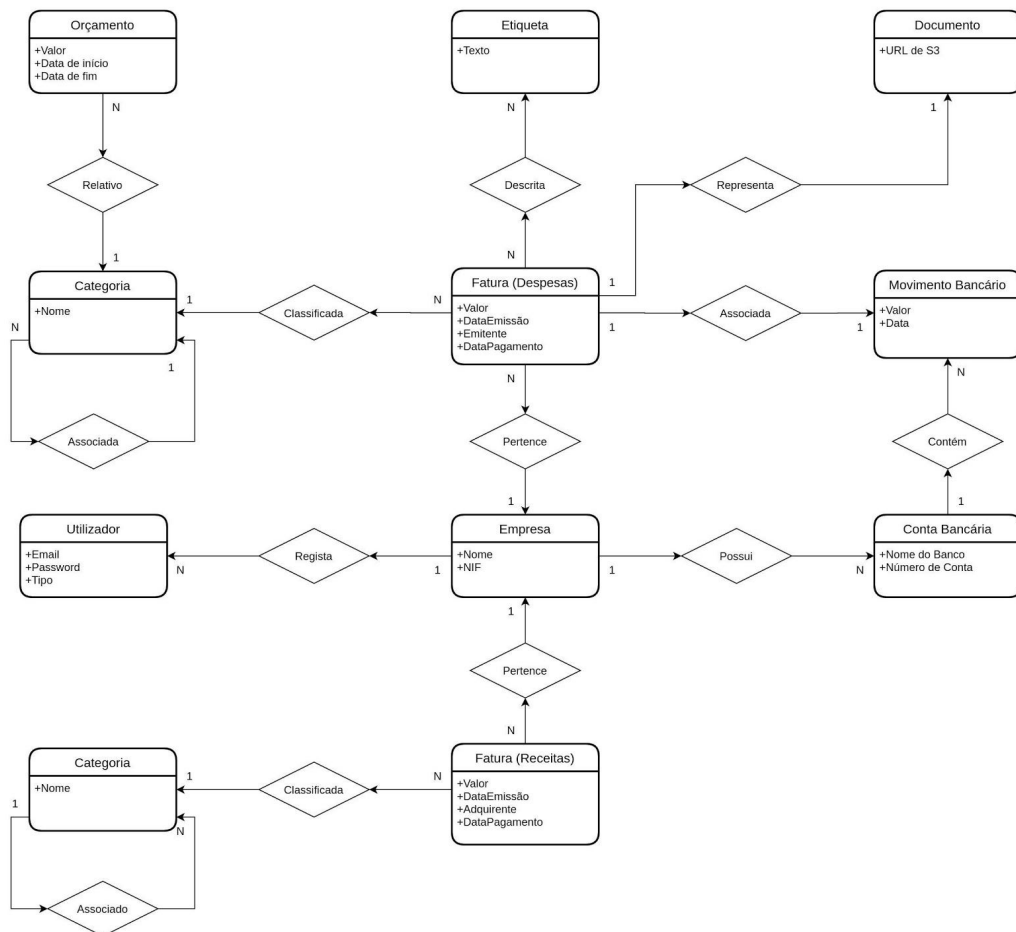 Orçamento
+Valor
+Data de início
+Data de fim
Etiqueta
+Texto
Documento
+URL de S3
N
N
1
Relativo
Descrita
Representa
1
N
Categoria
+Nome
1
Classificada
N
Fatura (Despesas)
+Valor
+DataEmissão
+Emitente
+DataPagamento
1
1
Associada
1
Movimento Bancário
+Valor
+Data
N
1
Associada
N
Pertence
1
N
Contém
1
Utilizador
+Email
+Password
+Tipo
N
Regista
1
Empresa
+Nome
+NIF
1
Possui
N
Conta Bancária
+Nome do Banco
+Número de Conta
1
Pertence
N
Categoria
+Nome
1
Classificada
N
Fatura (Receitas)
+Valor
+DataEmissão
+Adquirente
+DataPagamento
1
N
Associado